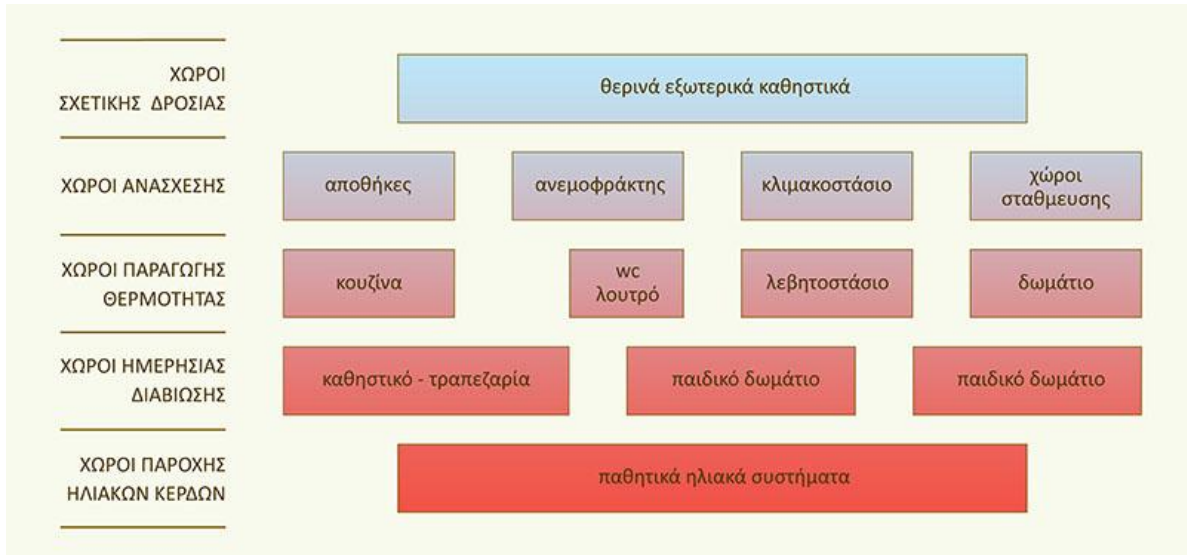 ΧΩΡΟΙ
ΣΧΕΤΙΚΗΣ ΔΡΟΣΙΑΣ
θερινά εξωτερικά καθηστικά
ΧΩΡΟΙ ΑΝΑΣΧΕΣΗΣ
αποθήκες
ανεμοφράκτης
κλιμακοστάσιο
χώροι
σταθμευσης
ΧΩΡΟΙ ΠΑΡΑΓΩΓΗΣ
ΘΕΡΜΟΤΗΤΑΣ
κουζίνα
wc
λουτρό
λεβητοστάσιο
δωμάτιο
ΧΩΡΟΙ ΗΜΕΡΗΣΙΑΣ
ΔΙΑΒΙΩΣΗΣ
καθηστικό - τραπεζαρία
παιδικό δωμάτιο
παιδικό δωμάτιο
ΧΩΡΟΙ ΠΑΡΟΧΗΣ
ΗΛΙΑΚΩΝ ΚΕΡΔΩΝ
παθητικά ηλιακά συστήματα